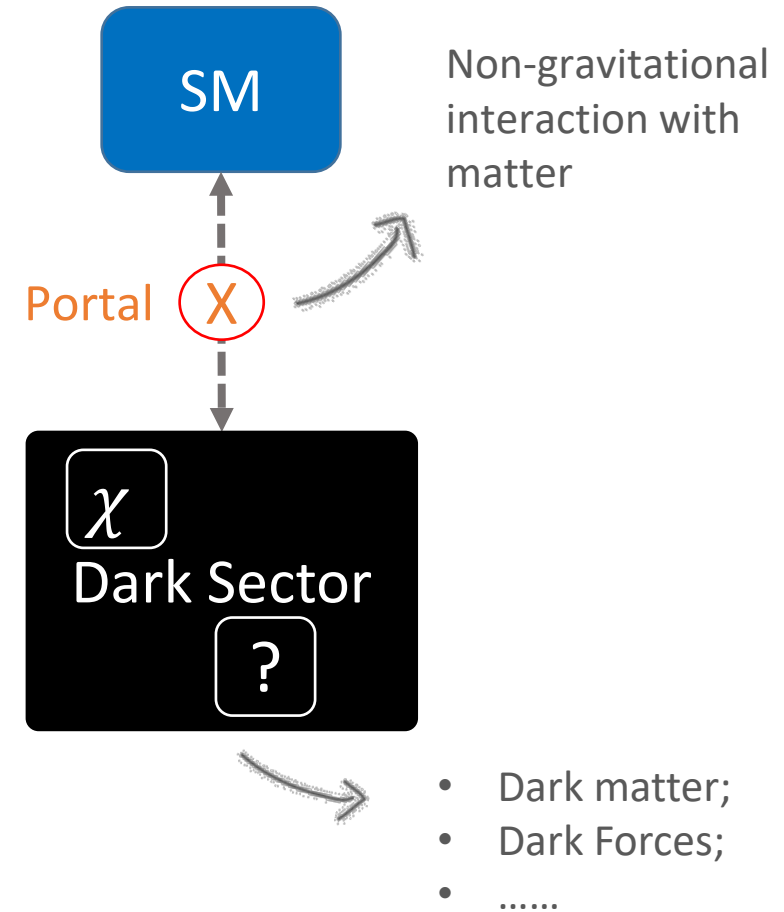 SM
Non-gravitational
interaction with
matter
Portal X
χ
Dark Sector
?
• Dark matter;
• Dark Forces;
• ......